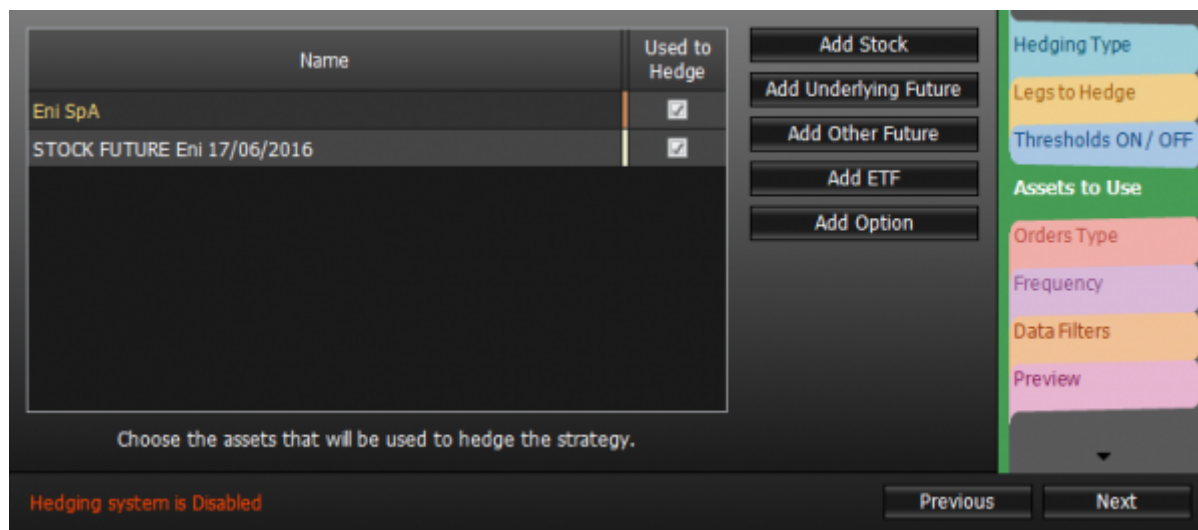 Name
Used to
Hedge
Eni SpA
STOCK FUTURE Eni 17/06/2016
Choose the assets that will be used to hedge the strategy.
Add Stock
Add Underlying Future
Add Other Future
Add ETF
Add Option
Hedging Type
Legs to Hedge
Thresholds ON / OFF
Assets to Use
Orders Type
Frequency
Data Filters
Preview
Hedging system is Disabled
Previous
Next